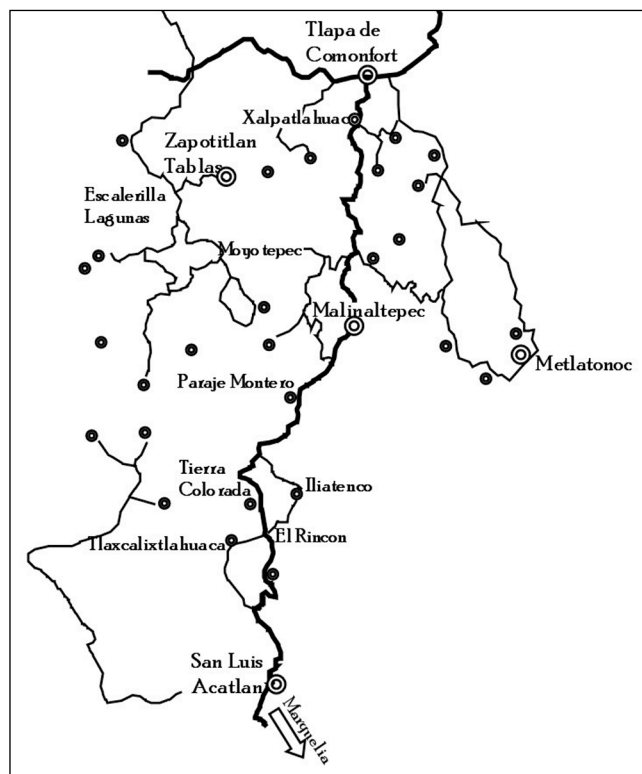 Tlapa de
Comonfort
Xalpatlahuac
Zapotitlan
Tablas
Escalerilla
Lagunas
Moyotepec
Malinaltepec
Metlatonoc
Paraje Montero
Tierra
Colorada
Iliatenco
El Rincon
Tlaxcalixtlahuaca
San Luis
Acatlan
Marquelia